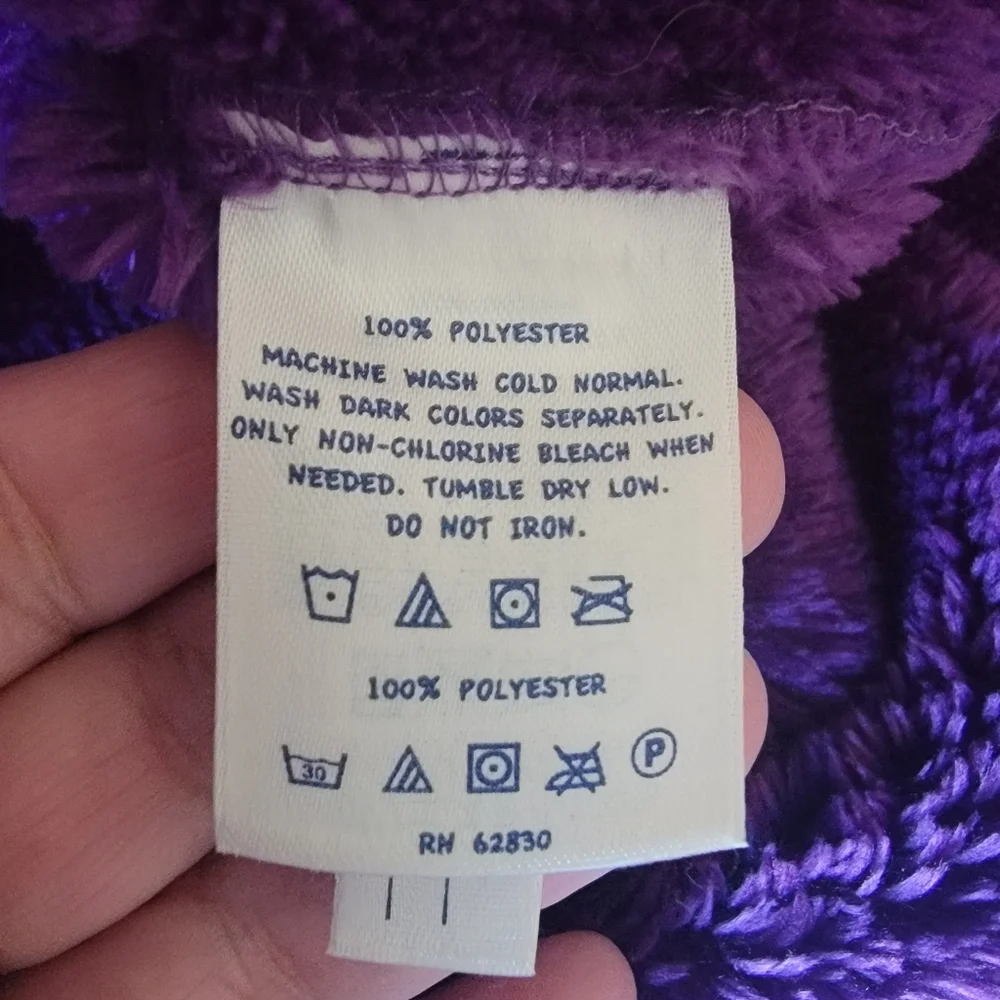 100% POLYESTER
MACHINE WASH COLD NORMAL.
WASH DARK COLORS SEPARATELY.
ONLY NON-CHLORINE BLEACH WHEN
NEEDED. TUMBLE DRY LOW.
DO NOT IRON.
100% POLYESTER
30 P
RN 62830